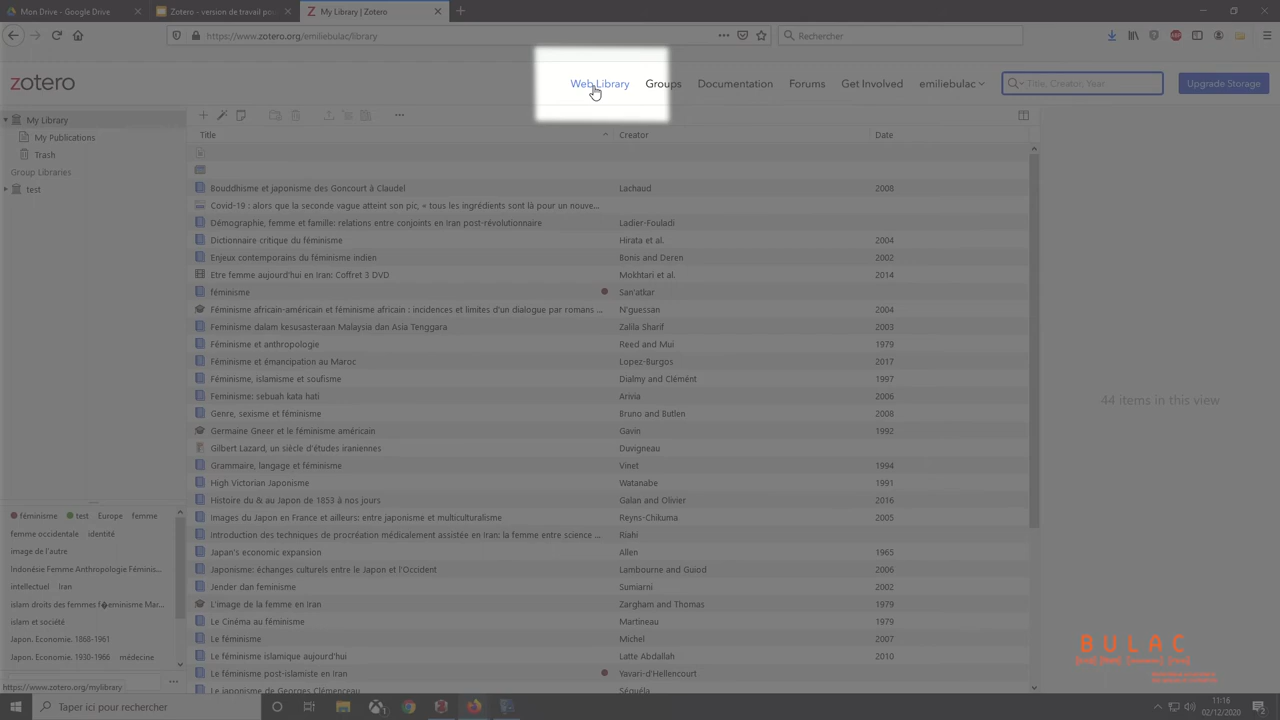 Mon Drive - Google Drive
Zotero - version de travail po
My Library | Zotero
https://www.zotero.org/emiliebulac/library
Rechercher
zotero
Web Library
Groups
Documentation
Forums
Get Involved
emiliebulac
Title, Creator, Year
Upgrade Storage
My Library
My Publications
Trash
Group Libraries
test
Title Creator Date
Bouddhisme et japonisme des Goncourt à Claudel Lachaud 2008
Covid-19 : alors que la seconde vague atteint son pic, « tous les ingrédients sont là pour un nouve...
Démographie, femme et famille: relations entre conjoints en Iran post-révolutionnaire Ladier-Fouladi
Dictionnaire critique du féminisme Hirata et al. 2004
Enjeux contemporains du féminisme indien Bonis and Deren 2002
Etre femme aujourd'hui en Iran: Coffret 3 DVD Mokhtari et al. 2014
féminisme San'atkar
Féminisme africain-américain et féminisme africain : incidences et limites d'un dialogue par romans ... N'guessan 2004
Feminisme dalam kesusasteraan Malaysia dan Asia Tenggara Zalila Sharif 2003
Féminisme et anthropologie Reed and Mui 1979
Féminisme et émancipation au Maroc Lopez-Burgos 2017
Féminisme, islamisme et soufisme Dialmy and Clémént 1997
Feminisme: sebuah kata hati Arivia 2006
Genre, sexisme et féminisme Bruno and Butlen 2008
Germaine Gneer et le féminisme américain Gavin 1992
Gilbert Lazard, un siècle d'études iraniennes Duvigneau
Grammaire, langage et féminisme Vinet 1994
High Victorian Japonisme Watanabe 1991
Histoire du & au Japon de 1853 à nos jours Galan and Olivier 2016
Images du Japon en France et ailleurs: entre japonisme et multiculturalisme Reyns-Chikuma 2005
Introduction des techniques de procréation médicalement assistée en Iran: la femme entre science ... Riahi
Japan's economic expansion Allen 1965
Japonisme: échanges culturels entre le Japon et l'Occident Lambourne and Guiod 2006
Jender dan feminisme Sumiarni 2002
L'image de la femme en Iran Zargham and Thomas 1979
Le Cinéma au féminisme Martineau 1979
Le féminisme Michel 2007
Le féminisme islamique aujourd'hui Latte Abdallah 2010
Le féminisme post-islamiste en Iran Yavari-d'Hellencourt
Le japonisme de Georges Clémenceau Séguéla
44 items in this view
féminisme test Europe femme
femme occidentale identité
image de l'autre
Indonésie Femme Anthropologie Féminis...
intellectuel Iran
islam droits des femmes f�eminisme Mar...
islam et société
Japon. Economie. 1868-1961
Japon. Economie. 1930-1966 médecine
https://www.zotero.org/mylibrary
BULAC
Taper ici pour rechercher
11:16
02/12/2020
2